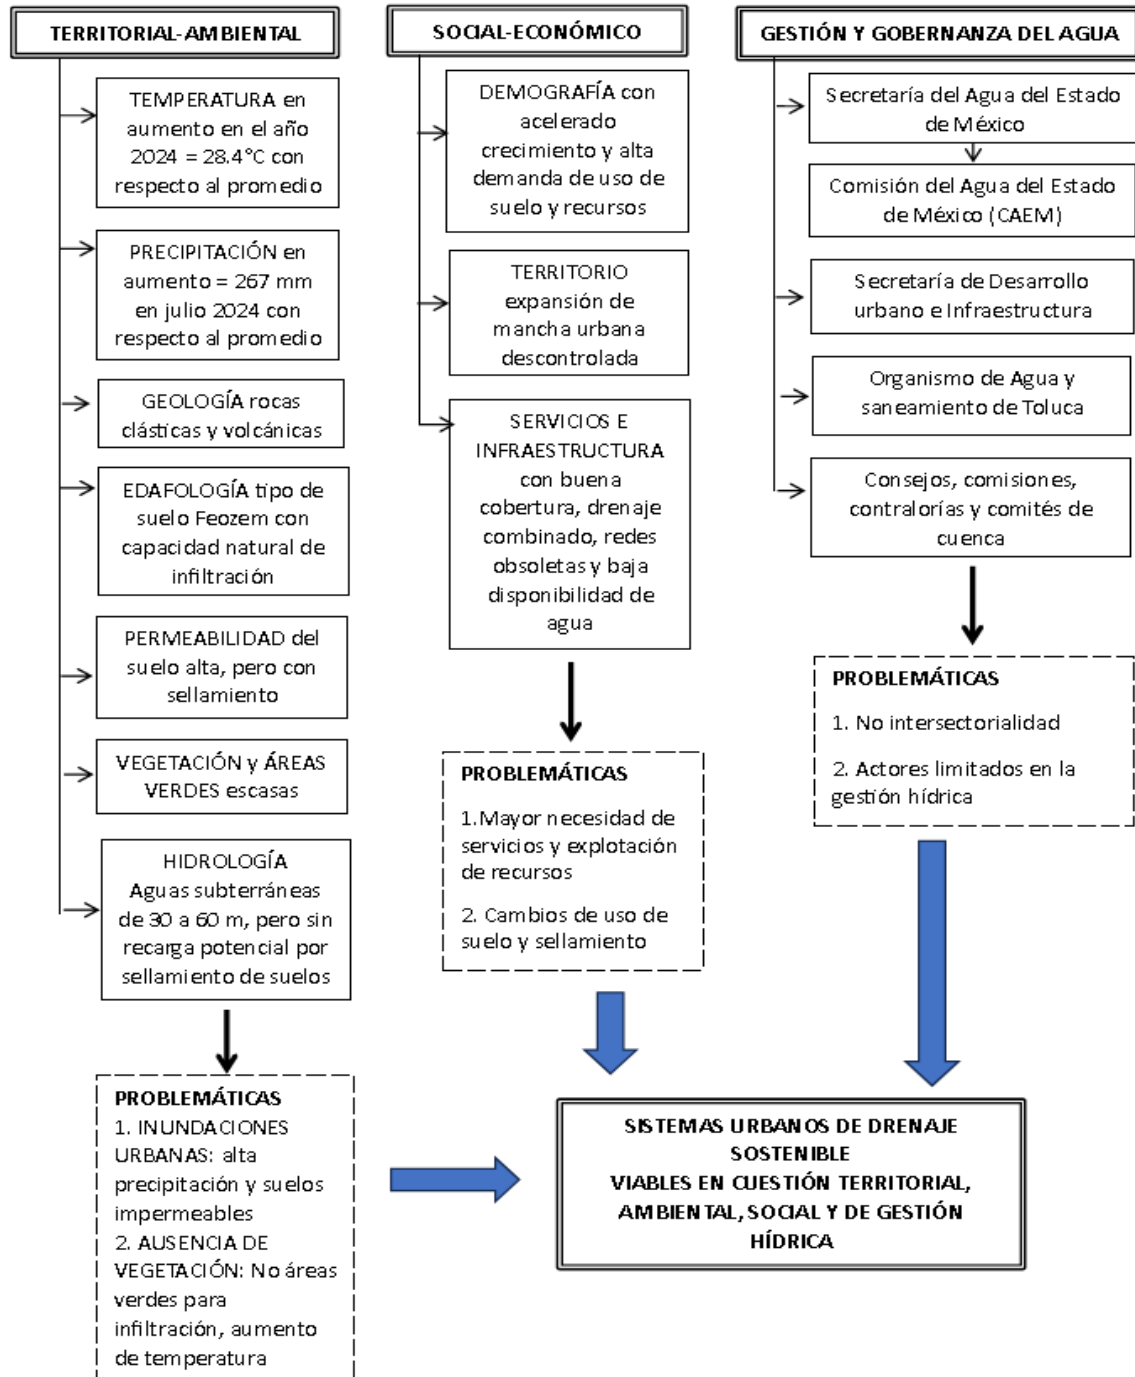 TERRITORIAL-AMBIENTAL
TEMPERATURA en
aumento en el año
2024 = 28.4°C con
respecto al promedio
PRECIPITACIÓN en
aumento = 267 mm
en julio 2024 con
respecto al promedio
GEOLOGÍA rocas
clásticas y volcánicas
EDAFOLOGÍA tipo de
suelo Feozem con
capacidad natural de
infiltración
PERMEABILIDAD del
suelo alta, pero con
sellamiento
VEGETACIÓN y ÁREAS
VERDES escasas
HIDROLOGÍA
Aguas subterráneas
de 30 a 60 m, pero sin
recarga potencial por
sellamiento de suelos
PROBLEMÁTICAS
1. INUNDACIONES
URBANAS: alta
precipitación y suelos
impermeables
2. AUSENCIA DE
VEGETACIÓN: No áreas
verdes para
infiltración, aumento
de temperatura
SOCIAL-ECONÓMICO
DEMOGRAFÍA con
acelerado
crecimiento y alta
demanda de uso de
suelo y recursos
TERRITORIO
expansión de
mancha urbana
descontrolada
SERVICIOS E
INFRAESTRUCTURA
con buena
cobertura, drenaje
combinado, redes
obsoletas y baja
disponibilidad de
agua
PROBLEMÁTICAS
1.Mayor necesidad de
servicios y explotación
de recursos
2. Cambios de uso de
suelo y sellamiento
GESTIÓN Y GOBERNANZA DEL AGUA
Secretaría del Agua del Estado
de México
Comisión del Agua del Estado
de México (CAEM)
Secretaría de Desarrollo
urbano e Infraestructura
Organismo de Agua y
saneamiento de Toluca
Consejos, comisiones,
contralorías y comités de
cuenca
PROBLEMÁTICAS
1. No intersectorialidad
2. Actores limitados en la
gestión hídrica
SISTEMAS URBANOS DE DRENAJE
SOSTENIBLE
VIABLES EN CUESTIÓN TERRITORIAL,
AMBIENTAL, SOCIAL Y DE GESTIÓN
HÍDRICA